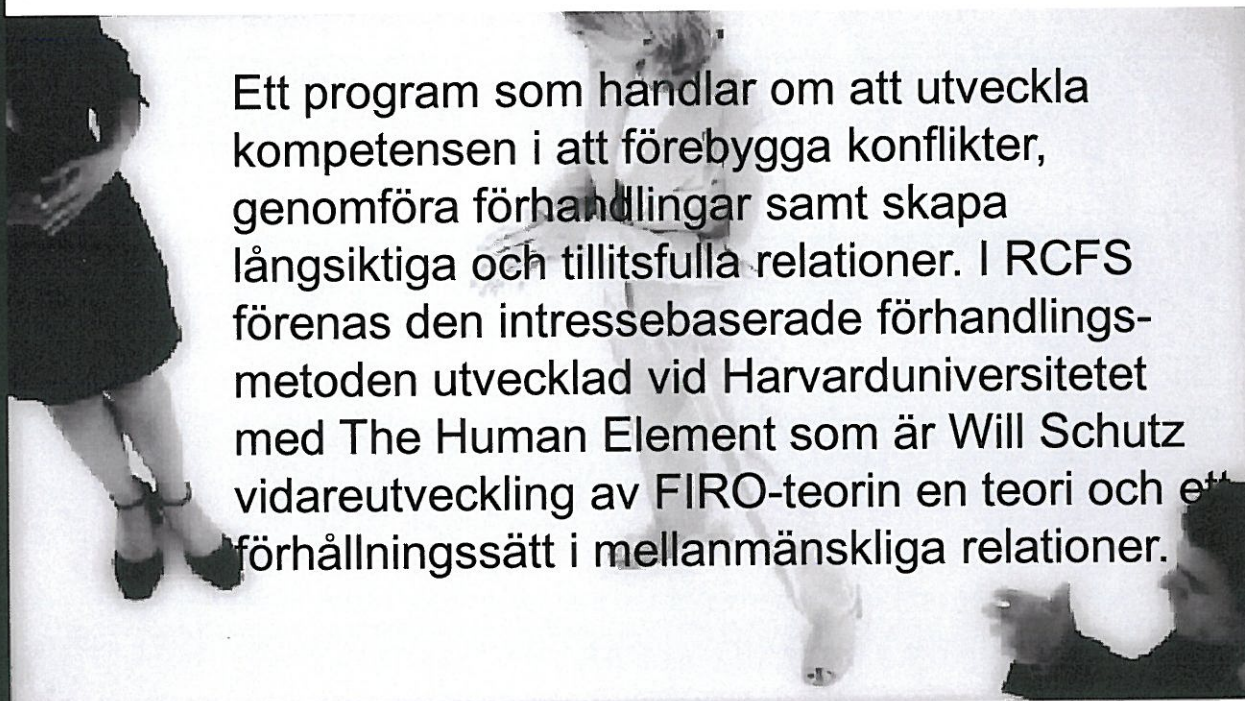 Ett program som handlar om att utveckla
kompetensen i att förebygga konflikter,
genomföra förhandlingar samt skapa
långsiktiga och tillitsfulla relationer. I RCFS
förenas den intressebaserade förhandlings-
metoden utvecklad vid Harvarduniversitetet
med The Human Element som är Will Schutz
vidareutveckling av FIRO-teorin en teori och ett
förhållningssätt i mellanmänskliga relationer.